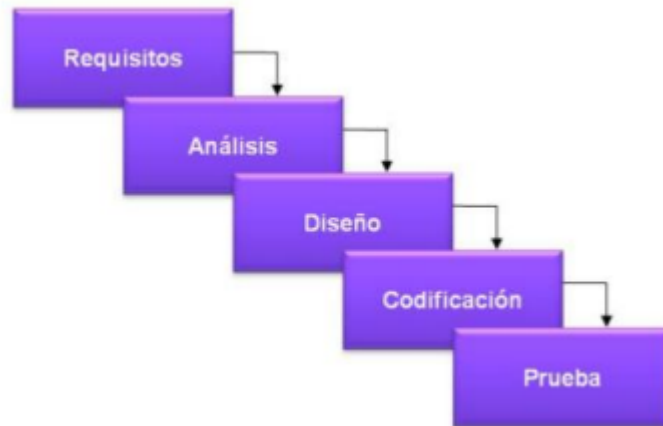 Requisitos
Análisis
Diseño
Codificación
Prueba